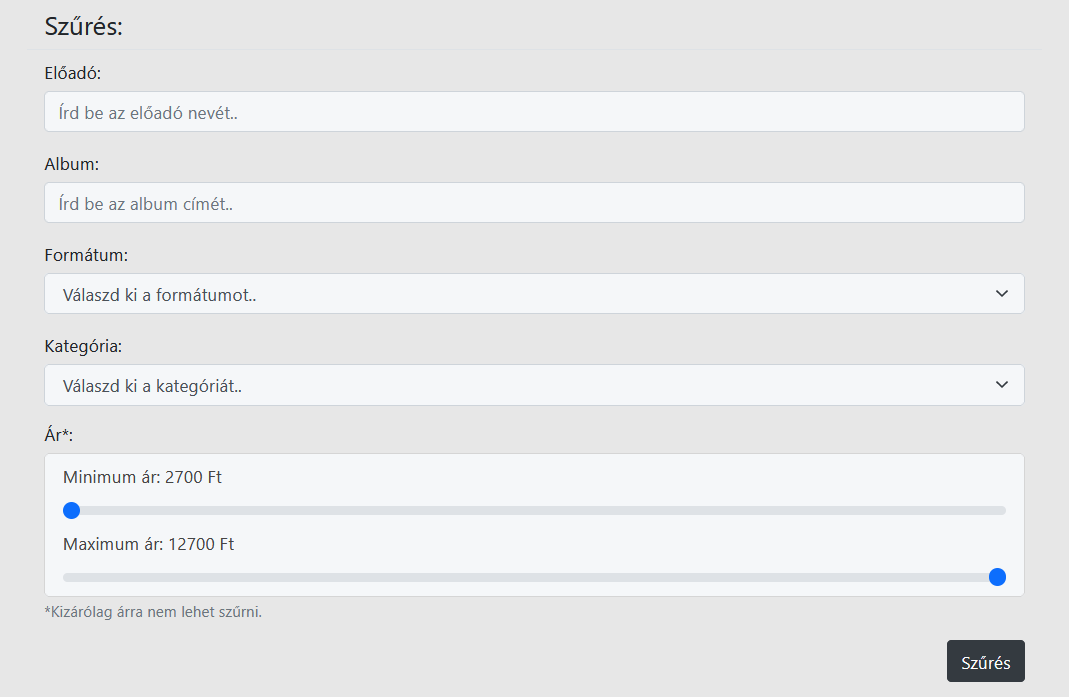 Szűrés:
Előadó:
Írd be az előadó nevét..
Album:
Írd be az album címét..
Formátum:
Válaszd ki a formátumot..
Kategória:
Válaszd ki a kategóriát..
Ár*:
Minimum ár: 2700 Ft
Maximum ár: 12700 Ft
*Kizárólag árra nem lehet szűrni.
Szűrés